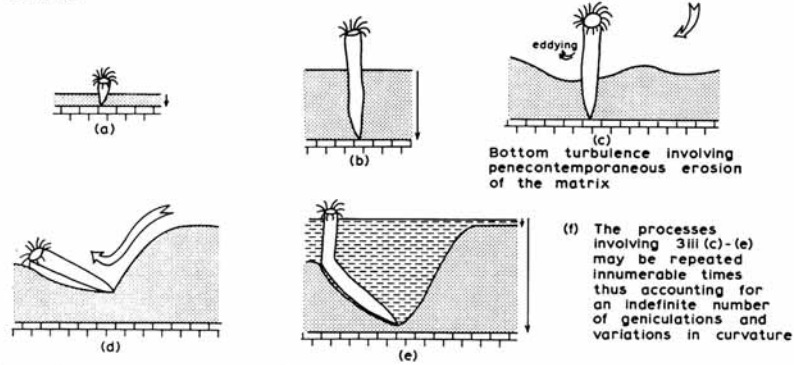 (a)
(b)
eddying
(c)
Bottom turbulence involving
penecontemporaneous erosion
of the matrix
(d)
(e)
(f) The processes
involving 3iii (c)-(e)
may be repeated
innumerable times
thus accounting for
an indefinite number
of geniculations and
variations in curvature